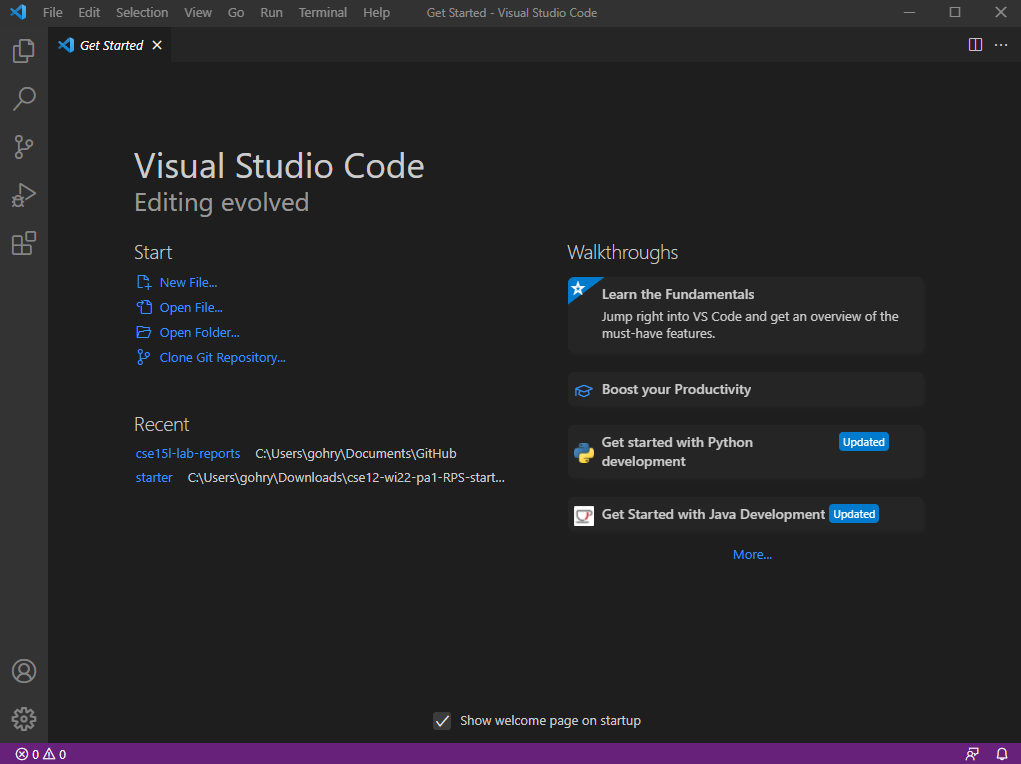 File Edit Selection View Go Run Terminal Help Get Started - Visual Studio Code
Get Started
Visual Studio Code
Editing evolved
Start
New File...
Open File...
Open Folder...
Clone Git Repository...
Recent
cse15l-lab-reports C:\Users\gohry\Documents\GitHub
starter C:\Users\gohry\Downloads\cse12-wi22-pa1-RPS-start...
Walkthroughs
Learn the Fundamentals
Jump right into VS Code and get an overview of the
must-have features.
Boost your Productivity
Get started with Python Updated
development
Get Started with Java Development Updated
More...
Show welcome page on startup
0 0